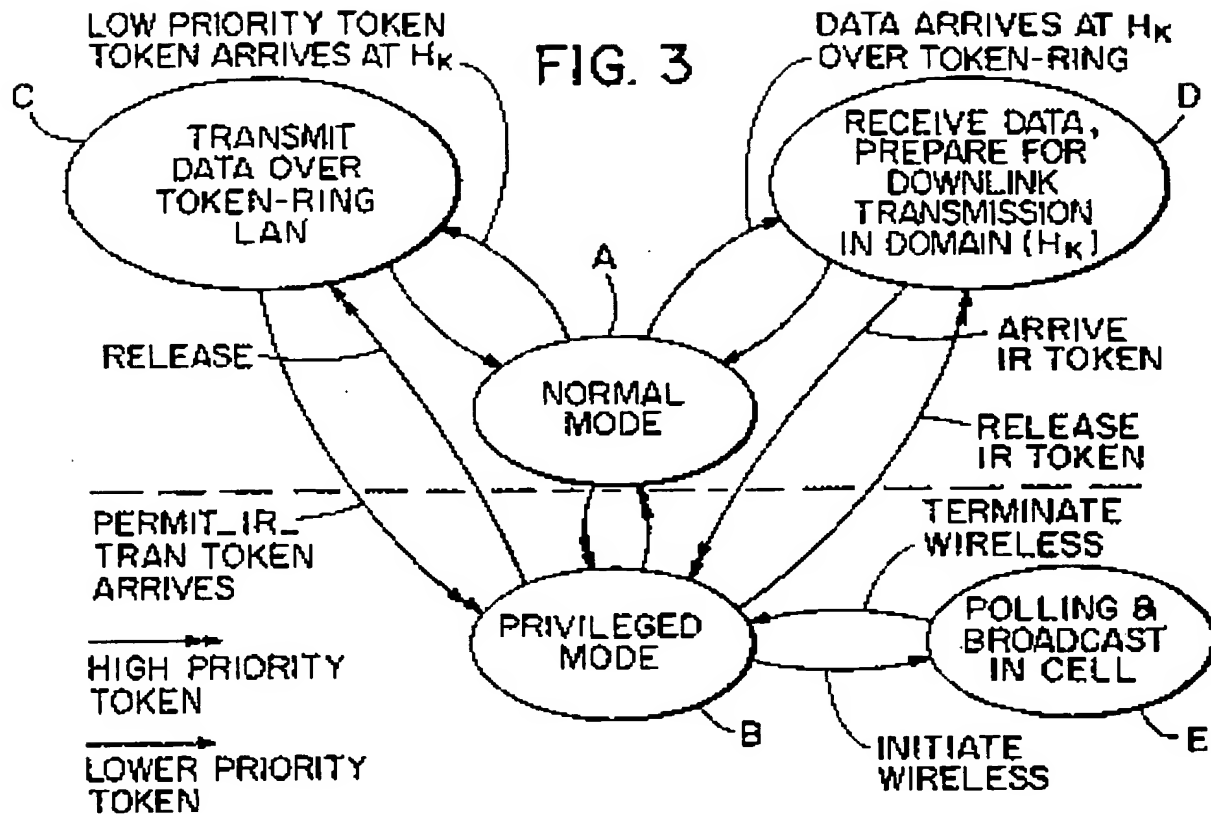 LOW PRIORITY TOKEN
TOKEN ARRIVES AT HK
FIG. 3
DATA ARRIVES AT HK
OVER TOKEN-RING
C
TRANSMIT
DATA OVER
TOKEN-RING
LAN
D
RECEIVE DATA,
PREPARE FOR
DOWNLINK
TRANSMISSION
IN DOMAIN (HK)
A
RELEASE
ARRIVE
IR TOKEN
NORMAL
MODE
RELEASE
IR TOKEN
PERMIT_IR_
TRAN TOKEN
ARRIVES
TERMINATE
WIRELESS
PRIVILEGED
MODE
POLLING &
BROADCAST
IN CELL
HIGH PRIORITY
TOKEN
B
E
INITIATE
WIRELESS
LOWER PRIORITY
TOKEN